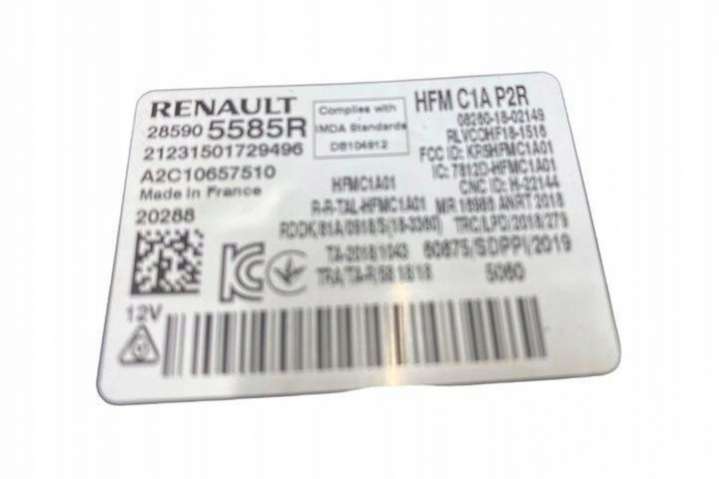 RENAULT
28590 5585R
21231501729496
A2C10657510
Made in France
20288
12V
Complies with
IMDA Standards
DB104912
HFM C1A P2R
08280-18-02149
RLVCOHF18-1516
FCC ID: KR5HFMC1A01
IC: 7812D-HFMC1A01
CNC ID: H-22144
HFMC1A01
R-R-TAL-HFMC1A01 MR 16985 ANRT 2018
TRC/LPD/2018/279
TA-2018/1043 60875/SDPPI/2019
5060